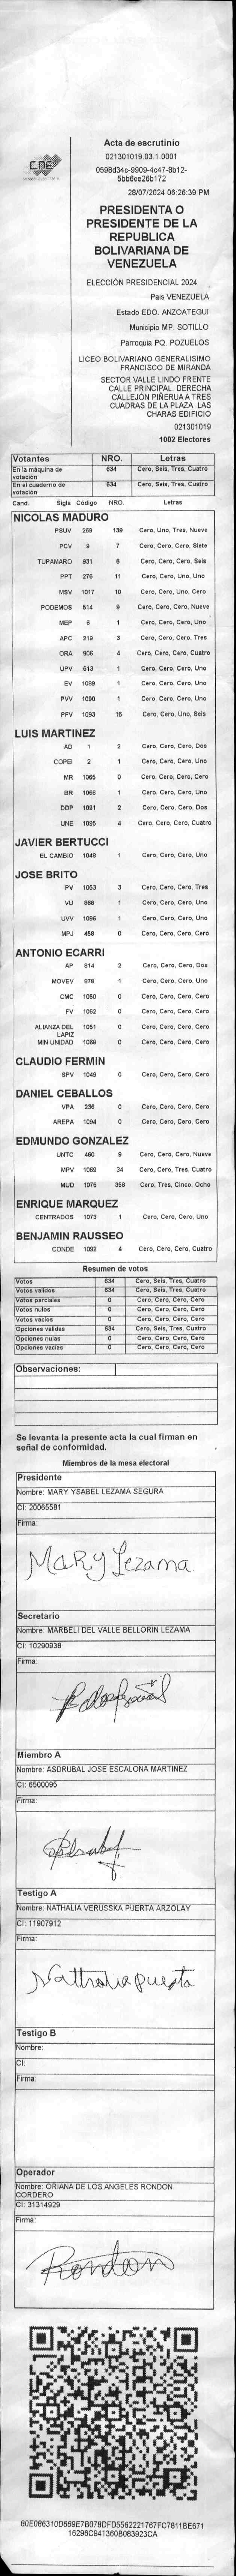 CNE
Acta de escrutinio
021301019.03.1.0001
0598d34c-9909-4c47-8b12-
5bb6ce26b172
28/07/2024 06:26:39 PM
PRESIDENTA O
PRESIDENTE DE LA
REPUBLICA
BOLIVARIANA DE
VENEZUELA
ELECCIÓN PRESIDENCIAL 2024
Pais VENEZUELA
Estado EDO. ANZOATEGUI
Municipio MP. SOTILLO
Parroquia PQ. POZUELOS
LICEO BOLIVARIANO GENERALISIMO
FRANCISCO DE MIRANDA
SECTOR VALLE LINDO FRENTE
CALLE PRINCIPAL. DERECHA
CALLEJÓN PIÑERUA A TRES
CUADRAS DE LA PLAZA LAS
CHARAS EDIFICIO
021301019
1002 Electores
Votantes NRO. Letras
En la máquina de votación 634 Cero, Seis, Tres, Cuatro
En el cuaderno de votación 634 Cero, Seis, Tres, Cuatro
Cand. Sigla Código NRO. Letras
NICOLAS MADURO
PSUV 269 139 Cero, Uno, Tres, Nueve
PCV 9 7 Cero, Cero, Cero, Siete
TUPAMARO 931 6 Cero, Cero, Cero, Seis
PPT 276 11 Cero, Cero, Uno, Uno
MSV 1017 10 Cero, Cero, Uno, Cero
PODEMOS 514 9 Cero, Cero, Cero, Nueve
MEP 6 1 Cero, Cero, Cero, Uno
APC 219 3 Cero, Cero, Cero, Tres
ORA 906 4 Cero, Cero, Cero, Cuatro
UPV 513 1 Cero, Cero, Cero, Uno
EV 1089 1 Cero, Cero, Cero, Uno
PVV 1090 1 Cero, Cero, Cero, Uno
PFV 1093 16 Cero, Cero, Uno, Seis
LUIS MARTINEZ
AD 1 2 Cero, Cero, Cero, Dos
COPEI 2 1 Cero, Cero, Cero, Uno
MR 1065 0 Cero, Cero, Cero, Cero
BR 1066 1 Cero, Cero, Cero, Uno
DDP 1091 2 Cero, Cero, Cero, Dos
UNE 1095 4 Cero, Cero, Cero, Cuatro
JAVIER BERTUCCI
EL CAMBIO 1048 1 Cero, Cero, Cero, Uno
JOSE BRITO
PV 1053 3 Cero, Cero, Cero, Tres
VU 868 1 Cero, Cero, Cero, Uno
UVV 1096 1 Cero, Cero, Cero, Uno
MPJ 458 0 Cero, Cero, Cero, Cero
ANTONIO ECARRI
AP 814 2 Cero, Cero, Cero, Dos
MOVEV 878 1 Cero, Cero, Cero, Uno
CMC 1050 0 Cero, Cero, Cero, Cero
FV 1062 0 Cero, Cero, Cero, Cero
ALIANZA DEL LAPIZ 1051 0 Cero, Cero, Cero, Cero
MIN UNIDAD 1068 0 Cero, Cero, Cero, Cero
CLAUDIO FERMIN
SPV 1049 0 Cero, Cero, Cero, Cero
DANIEL CEBALLOS
VPA 236 0 Cero, Cero, Cero, Cero
AREPA 1094 0 Cero, Cero, Cero, Cero
EDMUNDO GONZALEZ
UNTC 460 9 Cero, Cero, Cero, Nueve
MPV 1069 34 Cero, Cero, Tres, Cuatro
MUD 1075 358 Cero, Tres, Cinco, Ocho
ENRIQUE MARQUEZ
CENTRADOS 1073 1 Cero, Cero, Cero, Uno
BENJAMIN RAUSSEO
CONDE 1092 4 Cero, Cero, Cero, Cuatro
Resumen de votos
Votos 634 Cero, Seis, Tres, Cuatro
Votos validos 634 Cero, Seis, Tres, Cuatro
Votos parciales 0 Cero, Cero, Cero, Cero
Votos nulos 0 Cero, Cero, Cero, Cero
Votos vacios 0 Cero, Cero, Cero, Cero
Opciones validas 634 Cero, Seis, Tres, Cuatro
Opciones nulas 0 Cero, Cero, Cero, Cero
Opciones vacias 0 Cero, Cero, Cero, Cero
Observaciones:
Se levanta la presente acta la cual firman en
señal de conformidad.
Miembros de la mesa electoral
Presidente
Nombre: MARY YSABEL LEZAMA SEGURA
CI: 20065581
Firma:
Mary Lezama
Secretario
Nombre: MARBELI DEL VALLE BELLORIN LEZAMA
CI: 10290938
Firma:
Miembro A
Nombre: ASDRUBAL JOSE ESCALONA MARTINEZ
CI: 6500095
Firma:
Testigo A
Nombre: NATHALIA VERUSSKA PUERTA ARZOLAY
CI: 11907912
Firma:
Nathalia puerta
Testigo B
Nombre:
CI:
Firma:
Operador
Nombre: ORIANA DE LOS ANGELES RONDON
CORDERO
CI: 31314929
Firma:
Rondon
80E086310D669E7B078DFD5562221767FC7811BE671
16296C941360B083923CA